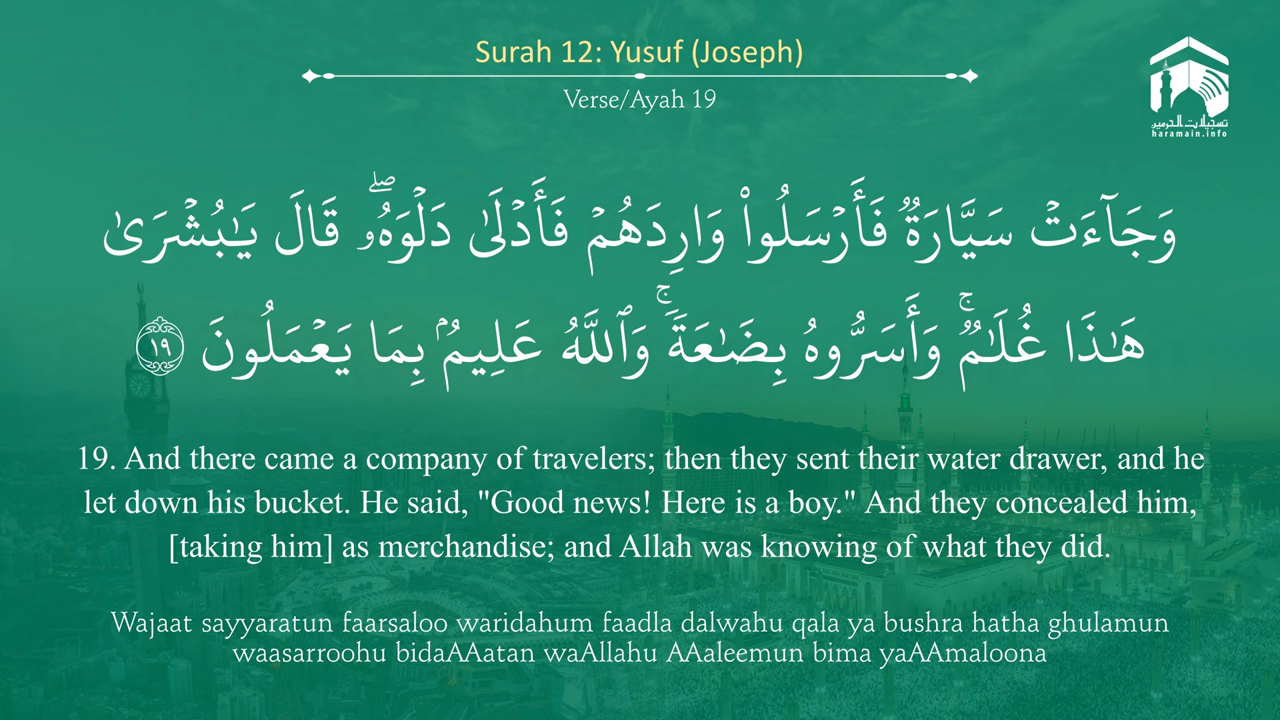 Surah 12: Yusuf (Joseph)
Verse/Ayah 19
تسجيلات الحرمين
haramain.info
وَجَآءَتۡ سَيَّارَةٞ فَأَرۡسَلُواْ وَارِدَهُمۡ فَأَدۡلَىٰ دَلۡوَهُۥۖ قَالَ يَٰبُشۡرَىٰ
هَٰذَا غُلَٰمٞۚ وَأَسَرُّوهُ بِضَٰعَةٗۚ وَٱللَّهُ عَلِيمُۢ بِمَا يَعۡمَلُونَ ١٩
19. And there came a company of travelers; then they sent their water drawer, and he
let down his bucket. He said, "Good news! Here is a boy." And they concealed him,
[taking him] as merchandise; and Allah was knowing of what they did.
Wajaat sayyaratun faarsaloo waridahum faadla dalwahu qala ya bushra hatha ghulamun
waasarroohu bidaAAatan waAllahu AAaleemun bima yaAAmaloona